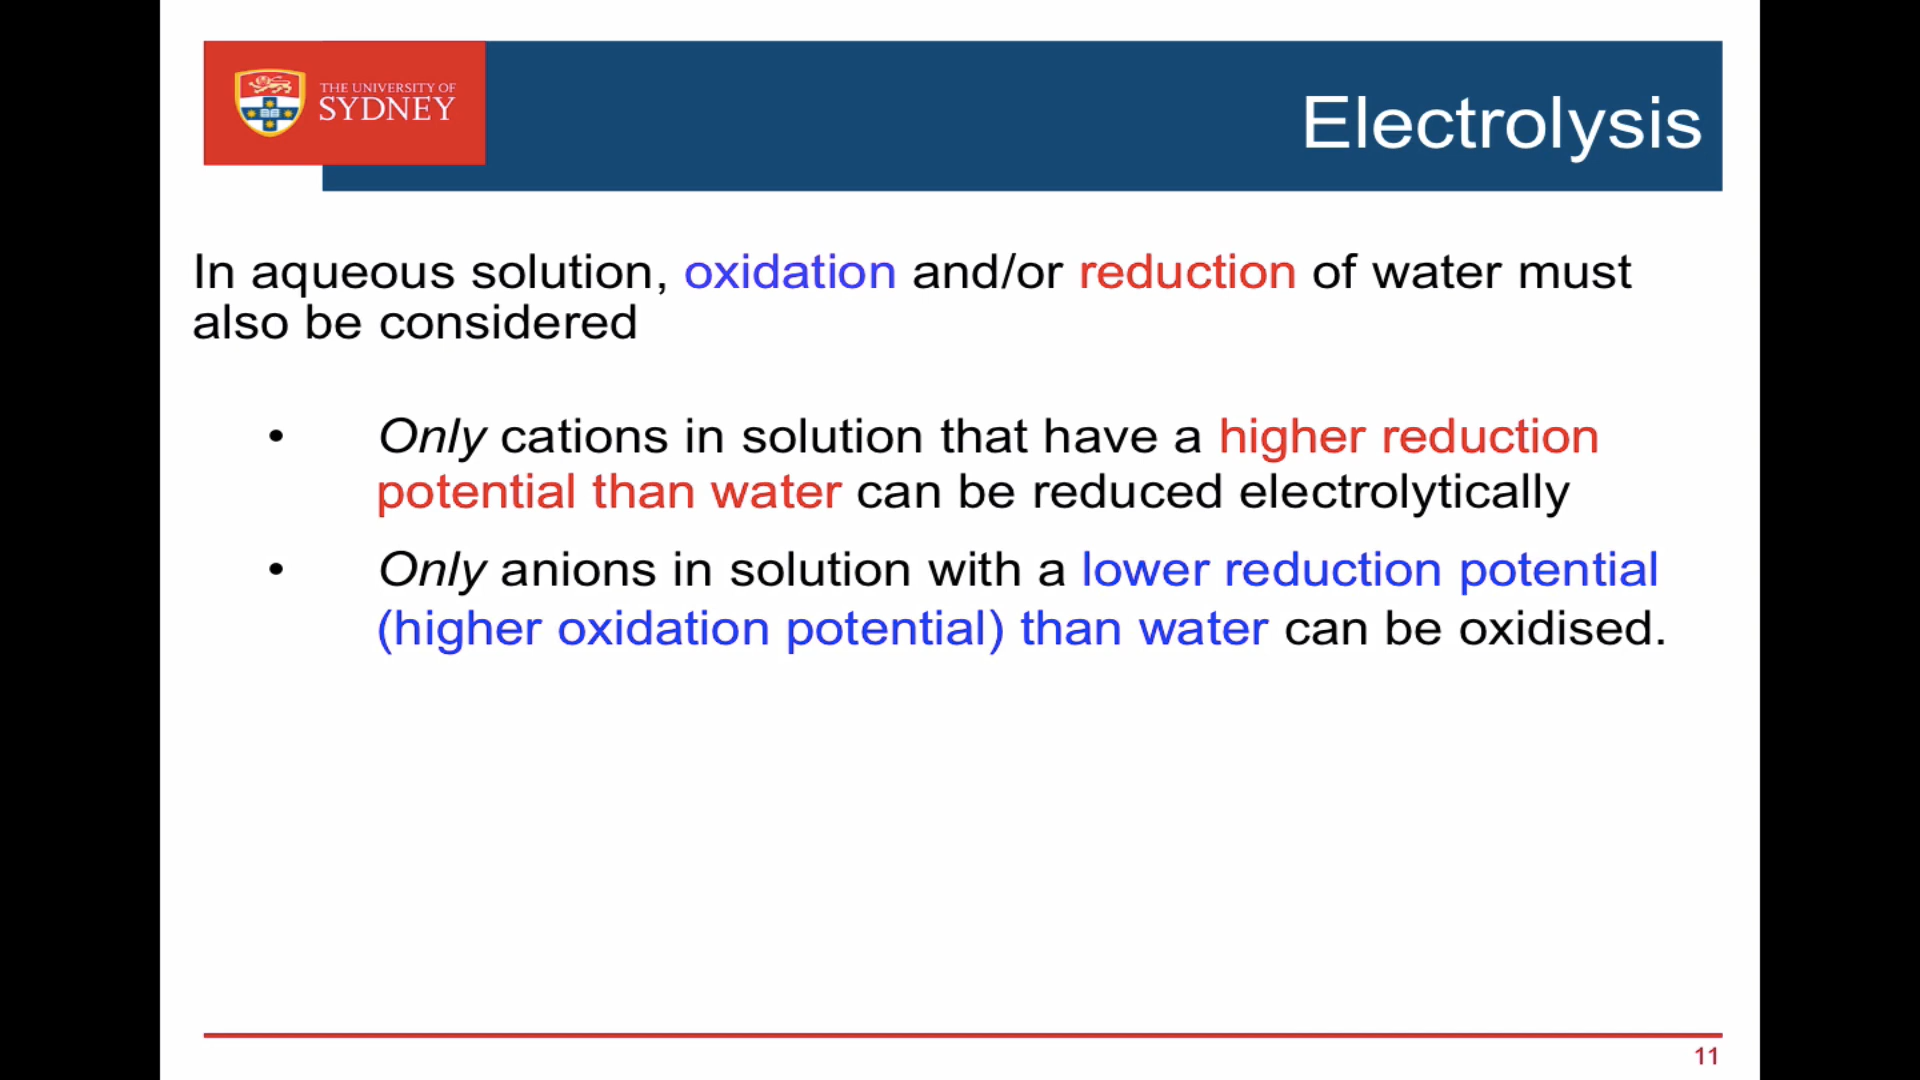 THE UNIVERSITY OF
SYDNEY
Electrolysis
In aqueous solution, oxidation and/or reduction of water must
also be considered
• Only cations in solution that have a higher reduction
potential than water can be reduced electrolytically
• Only anions in solution with a lower reduction potential
(higher oxidation potential) than water can be oxidised.
11